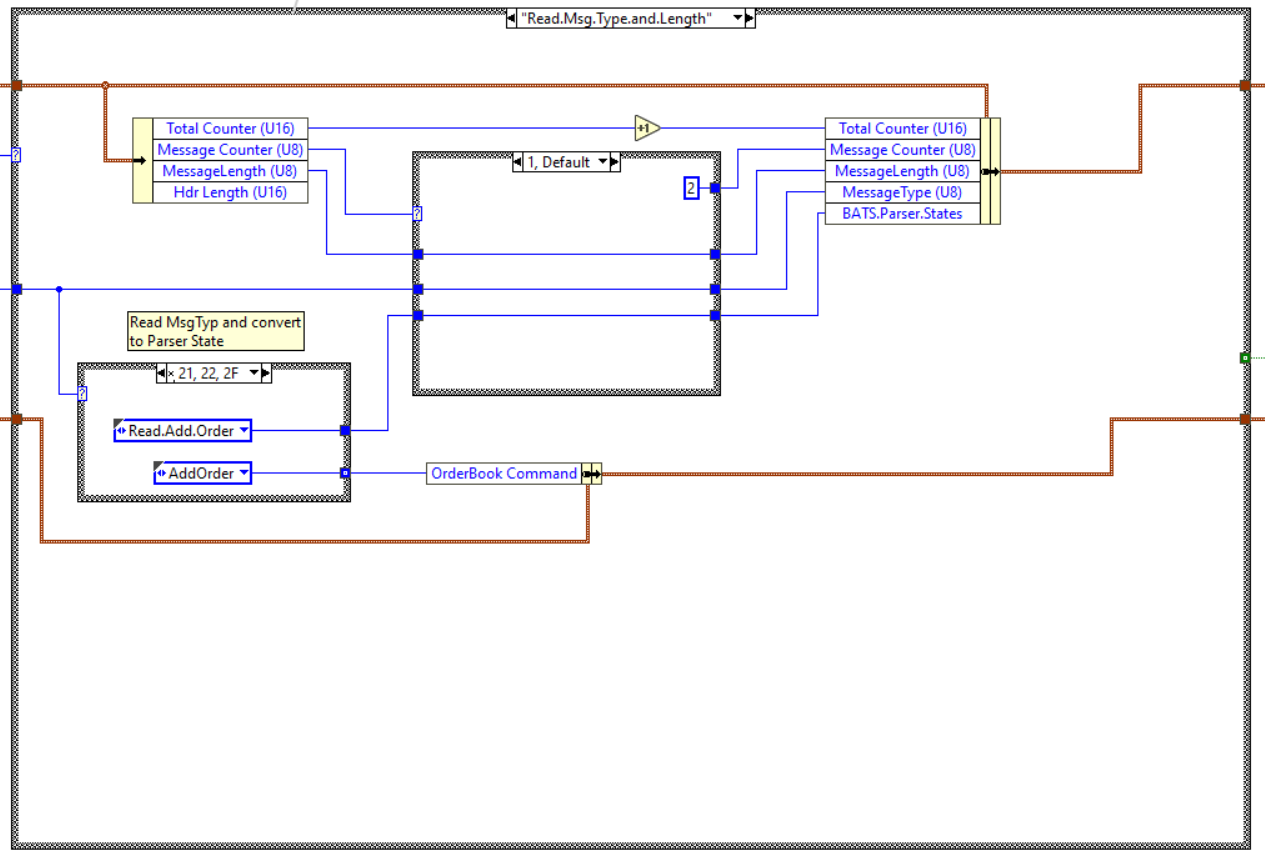 "Read.Msg.Type.and.Length"
Total Counter (U16)
Message Counter (U8)
MessageLength (U8)
Hdr Length (U16)
+1
?
1, Default
2
?
Total Counter (U16)
Message Counter (U8)
MessageLength (U8)
MessageType (U8)
BATS.Parser.States
Read MsgTyp and convert
to Parser State
x, 21, 22, 2F
?
Read.Add.Order
AddOrder
OrderBook Command